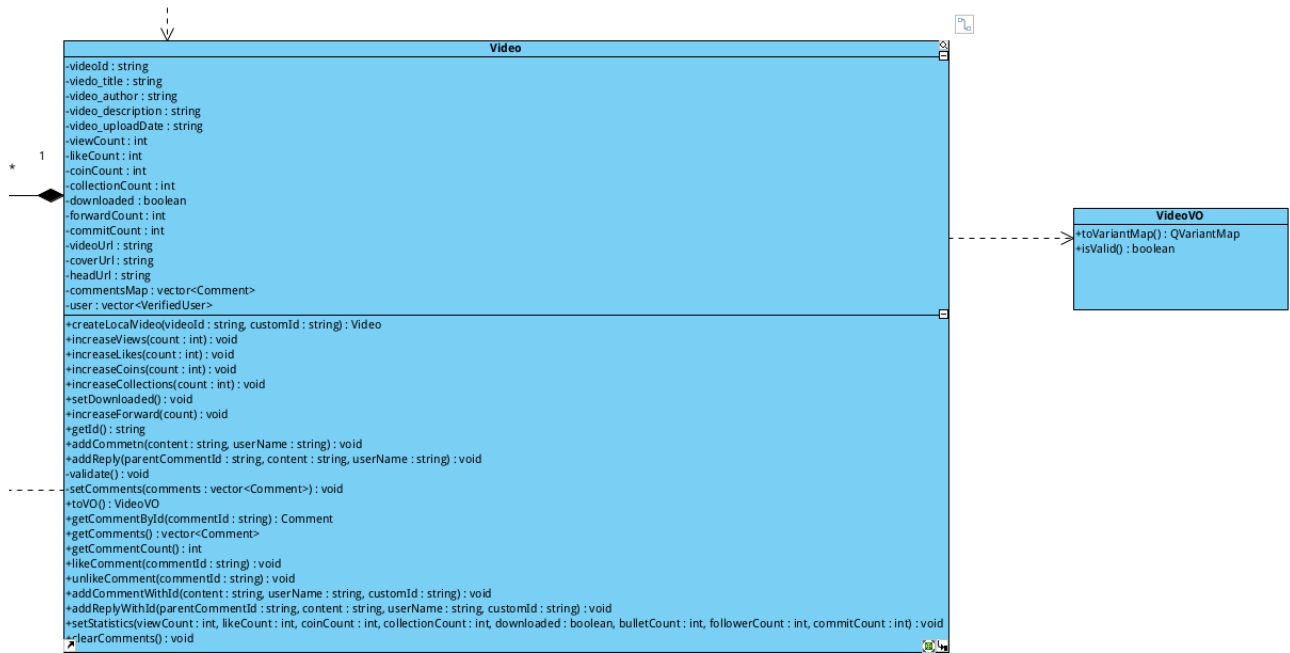 Video
-videoId : string
-viedo_title : string
-video_author : string
-video_description : string
-video_uploadDate : string
-viewCount : int
-likeCount : int
-coinCount : int
-collectionCount : int
-downloaded : boolean
-forwardCount : int
-commitCount : int
-videoUrl : string
-coverUrl : string
-headUrl : string
-commentsMap : vector<Comment>
-user : vector<VerifiedUser>
+createLocalVideo(videoId : string, customId : string) : Video
+increaseViews(count : int) : void
+increaseLikes(count : int) : void
+increaseCoins(count : int) : void
+increaseCollections(count : int) : void
+setDownloaded() : void
+increaseForward(count) : void
+getId() : string
+addCommetn(content : string, userName : string) : void
+addReply(parentCommentId : string, content : string, userName : string) : void
-validate() : void
-setComments(comments : vector<Comment>) : void
+toVO() : VideoVO
+getCommentById(commentId : string) : Comment
+getComments() : vector<Comment>
+getCommentCount() : int
+likeComment(commentId : string) : void
+unlikeComment(commentId : string) : void
+addCommentWithId(content : string, userName : string, customId : string) : void
+addReplyWithId(parentCommentId : string, content : string, userName : string, customId : string) : void
+setStatistics(viewCount : int, likeCount : int, coinCount : int, collectionCount : int, downloaded : boolean, bulletCount : int, followerCount : int, commitCount : int) : void
+clearComments() : void
1
*
VideoVO
+toVariantMap() : QVariantMap
+isValid() : boolean